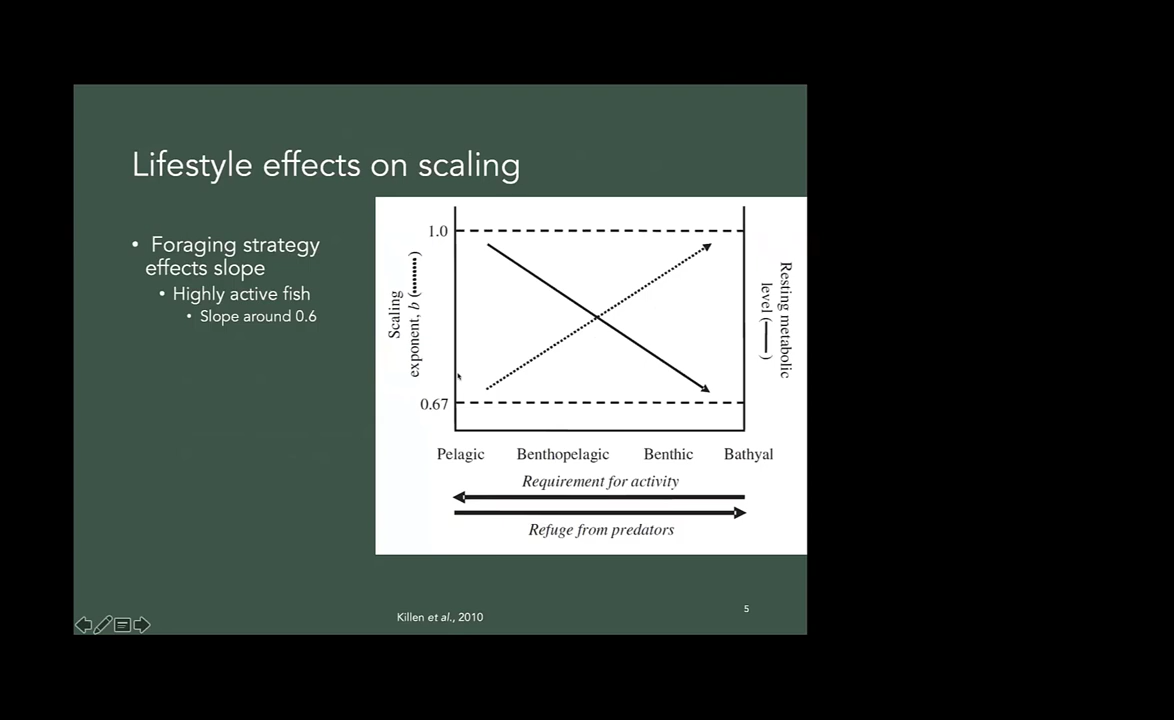 Lifestyle effects on scaling
• Foraging strategy
effects slope
• Highly active fish
• Slope around 0.6
1.0
0.67
Scaling
exponent, b ( )
Resting metabolic
level ( )
Pelagic Benthopelagic Benthic Bathyal
Requirement for activity
Refuge from predators
Killen et al., 2010
5